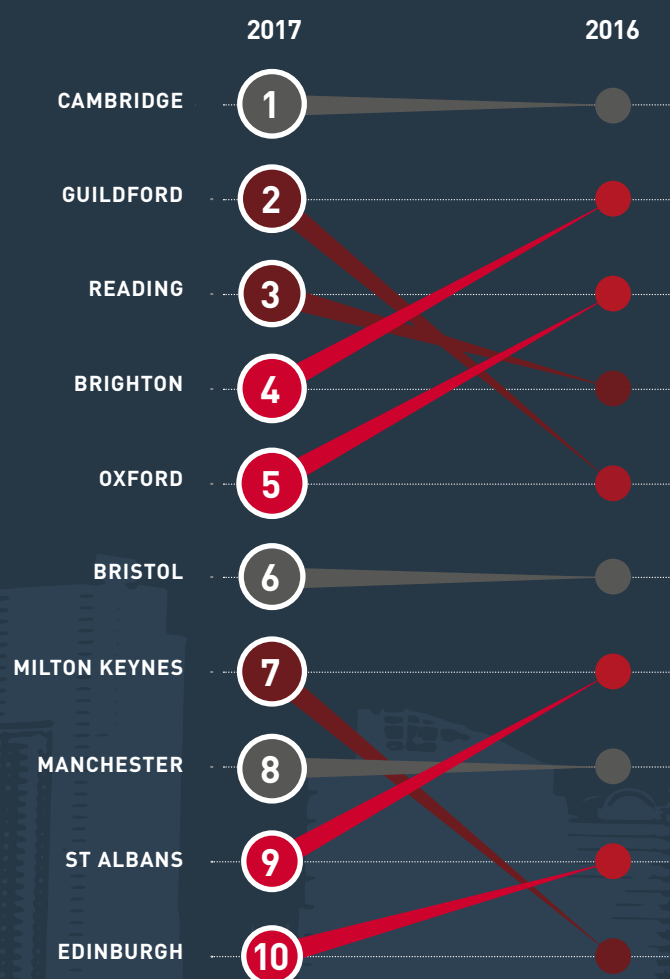 2017 2016
CAMBRIDGE 1
GUILDFORD 2
READING 3
BRIGHTON 4
OXFORD 5
BRISTOL 6
MILTON KEYNES 7
MANCHESTER 8
ST ALBANS 9
EDINBURGH 10